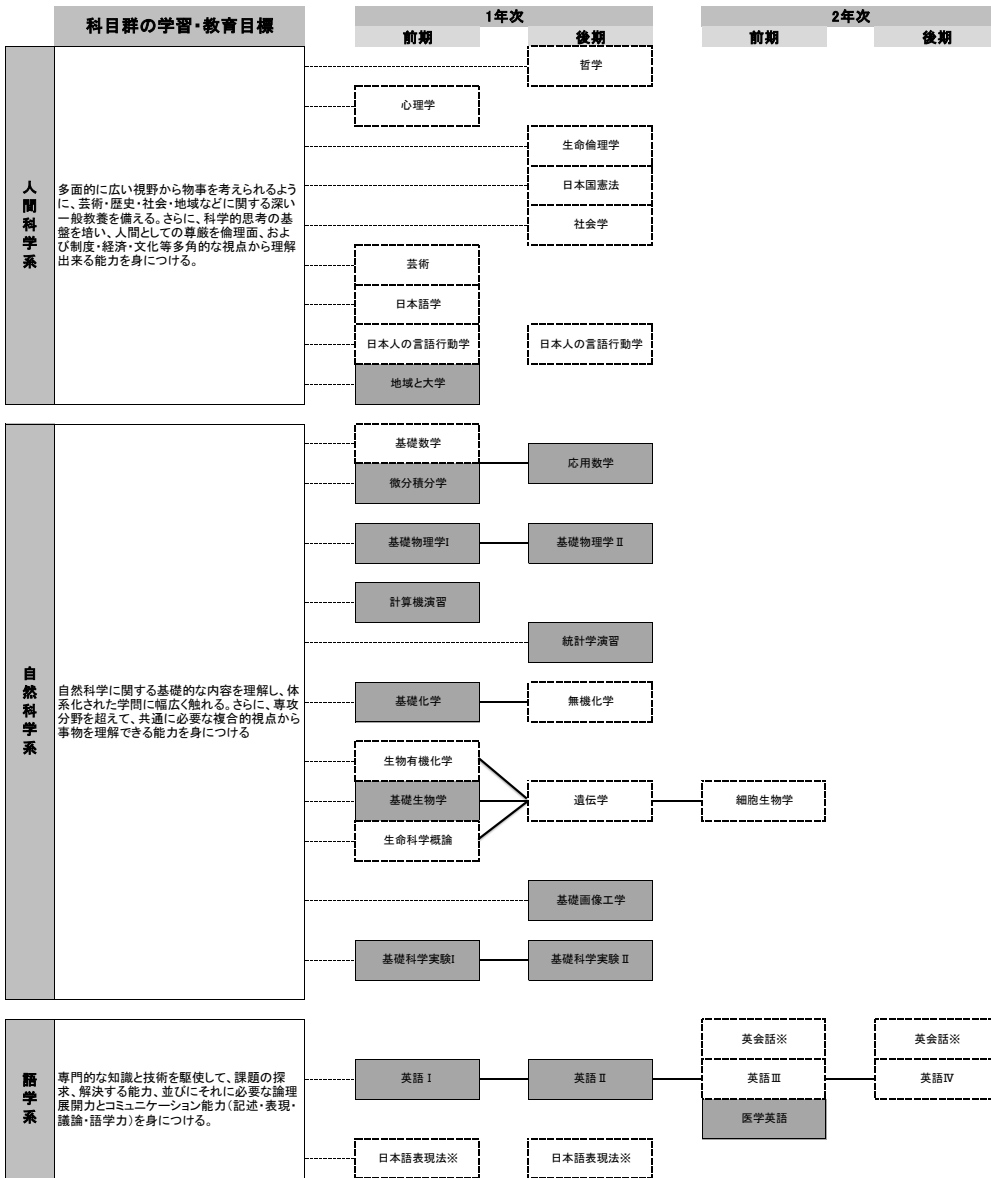 科目群の学習・教育目標
1年次
2年次
前期
後期
前期
後期
人間科学系
多面的に広い視野から物事を考えられるよう
に、芸術・歴史・社会・地域などに関する深い
一般教養を備える。さらに、科学的思考の基
盤を培い、人間としての尊厳を倫理面、およ
び制度・経済・文化等多角的な視点から理解
出来る能力を身につける。
哲学
心理学
生命倫理学
日本国憲法
社会学
芸術
日本語学
日本人の言語行動学
日本人の言語行動学
地域と大学
自然科学系
自然科学に関する基礎的な内容を理解し、体
系化された学問に幅広く触れる。さらに、専攻
分野を超えて、共通に必要な複合的視点から
事物を理解できる能力を身につける
基礎数学
応用数学
微分積分学
基礎物理学I
基礎物理学Ⅱ
計算機演習
統計学演習
基礎化学
無機化学
生物有機化学
基礎生物学
遺伝学
細胞生物学
生命科学概論
基礎画像工学
基礎科学実験I
基礎科学実験Ⅱ
語学系
専門的な知識と技術を駆使して、課題の探
求、解決する能力、並びにそれに必要な論理
展開力とコミュニケーション能力(記述・表現・
議論・語学力)を身につける。
英会話※
英会話※
英語Ⅰ
英語Ⅱ
英語Ⅲ
英語Ⅳ
医学英語
日本語表現法※
日本語表現法※